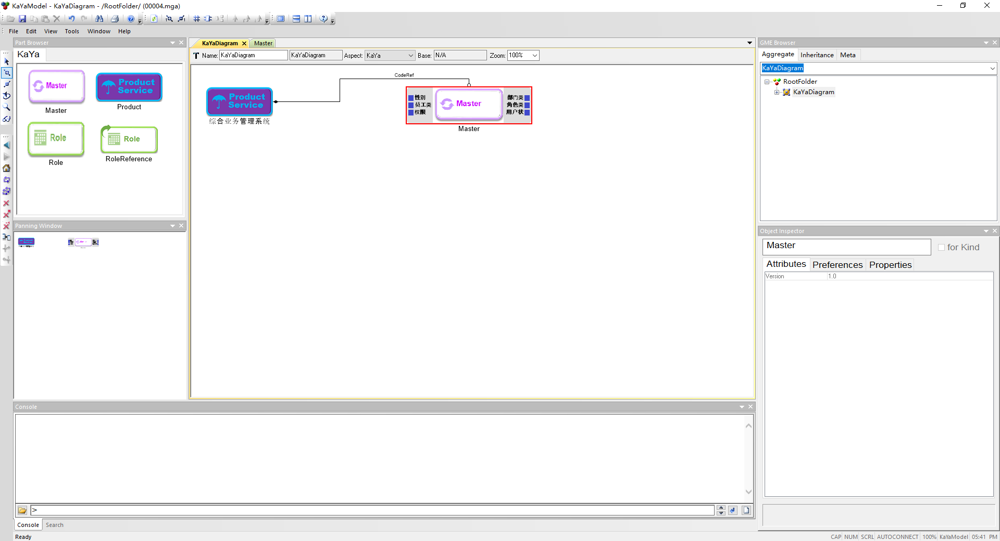 KaYaModel - KaYaDiagram - /RootFolder/ (00004.mga)
File Edit View Tools Window Help
Part Browser
KaYa
Master
Master
Product Service
Product
Role
Role
Role
RoleReference
Panning Window
KaYaDiagram
Master
Name: KaYaDiagram KaYaDiagram Aspect: KaYa Base: N/A Zoom: 100%
CodeRef
Product
Service
综合业务管理系统
性别
员工类
权限
Master
部门类
角色类
用户状
Master
GME Browser
Aggregate Inheritance Meta
KaYaDiagram
RootFolder
KaYaDiagram
Object Inspector
Master
for Kind
Attributes Preferences Properties
Version 1.0
Console
>
Console Search
Ready
CAP NUM SCRL AUTOCONNECT 100% KaYaModel 05:41 PM